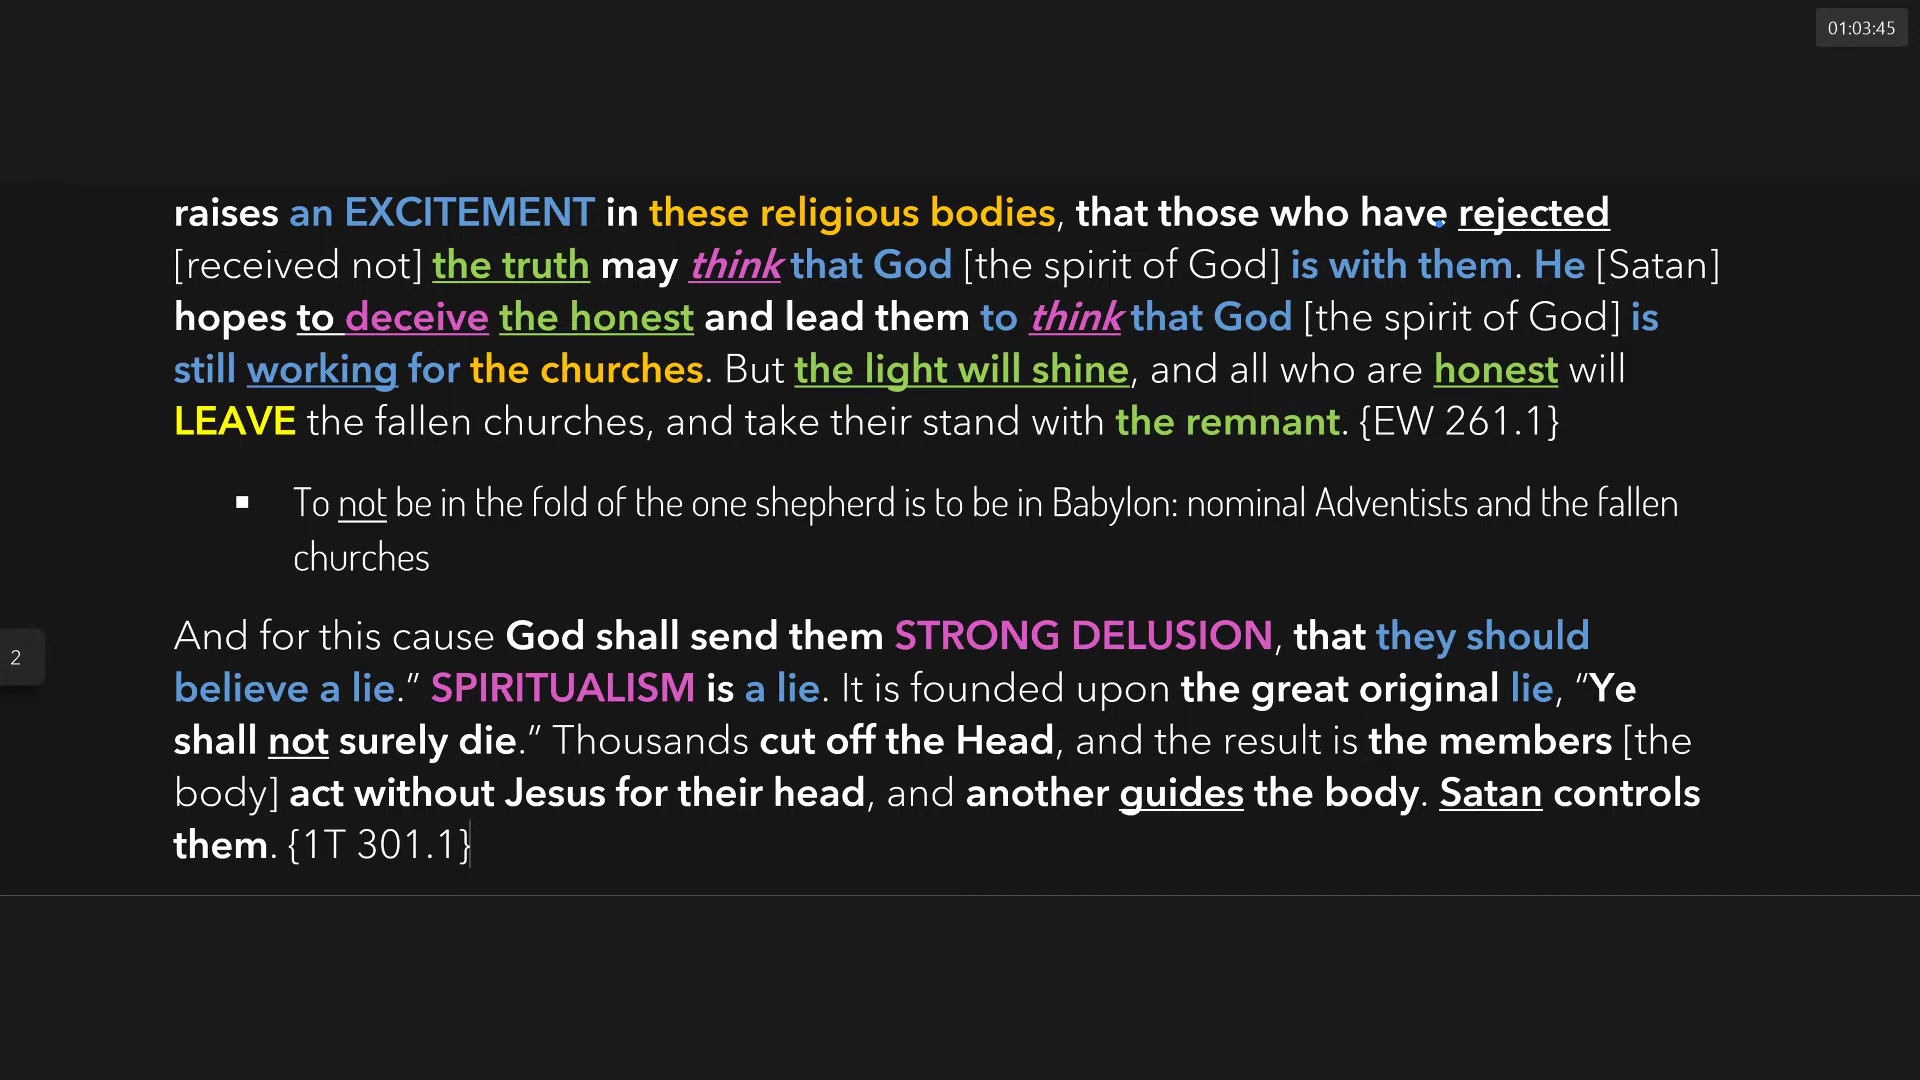 01:03:45
raises an EXCITEMENT in these religious bodies, that those who have rejected
[received not] the truth may think that God [the spirit of God] is with them. He [Satan]
hopes to deceive the honest and lead them to think that God [the spirit of God] is
still working for the churches. But the light will shine, and all who are honest will
LEAVE the fallen churches, and take their stand with the remnant. {EW 261.1}
▪ To not be in the fold of the one shepherd is to be in Babylon: nominal Adventists and the fallen
churches
And for this cause God shall send them STRONG DELUSION, that they should
2
believe a lie.” SPIRITUALISM is a lie. It is founded upon the great original lie, “Ye
shall not surely die.” Thousands cut off the Head, and the result is the members [the
body] act without Jesus for their head, and another guides the body. Satan controls
them. {1T 301.1}